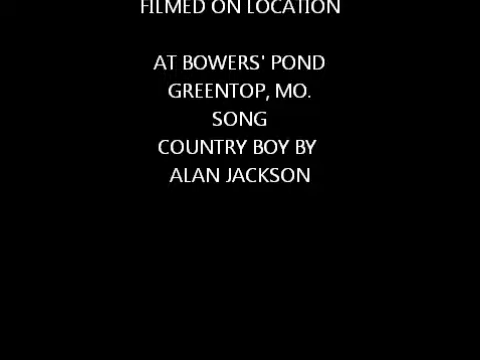 FILMED ON LOCATION
AT BOWERS' POND
GREENTOP, MO.
SONG
COUNTRY BOY BY
ALAN JACKSON